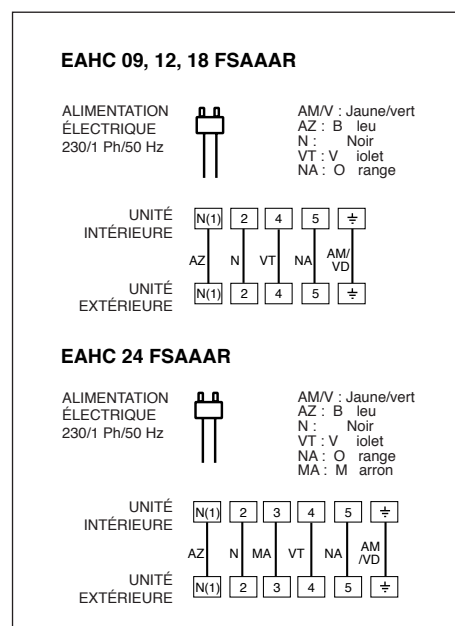 EAHC 09, 12, 18 FSAAAR
ALIMENTATION
ÉLECTRIQUE
230/1 Ph/50 Hz
AM/V : Jaune/vert
AZ : B leu
N : Noir
VT : V iolet
NA : O range
UNITÉ
INTÉRIEURE
N(1) 2 4 5
AZ N VT NA AM/
VD
UNITÉ
EXTÉRIEURE
N(1) 2 4 5
EAHC 24 FSAAAR
ALIMENTATION
ÉLECTRIQUE
230/1 Ph/50 Hz
AM/V : Jaune/vert
AZ : B leu
N : Noir
VT : V iolet
NA : O range
MA : M arron
UNITÉ
INTÉRIEURE
N(1) 2 3 4 5
AZ N MA VT NA AM
/VD
UNITÉ
EXTÉRIEURE
N(1) 2 3 4 5